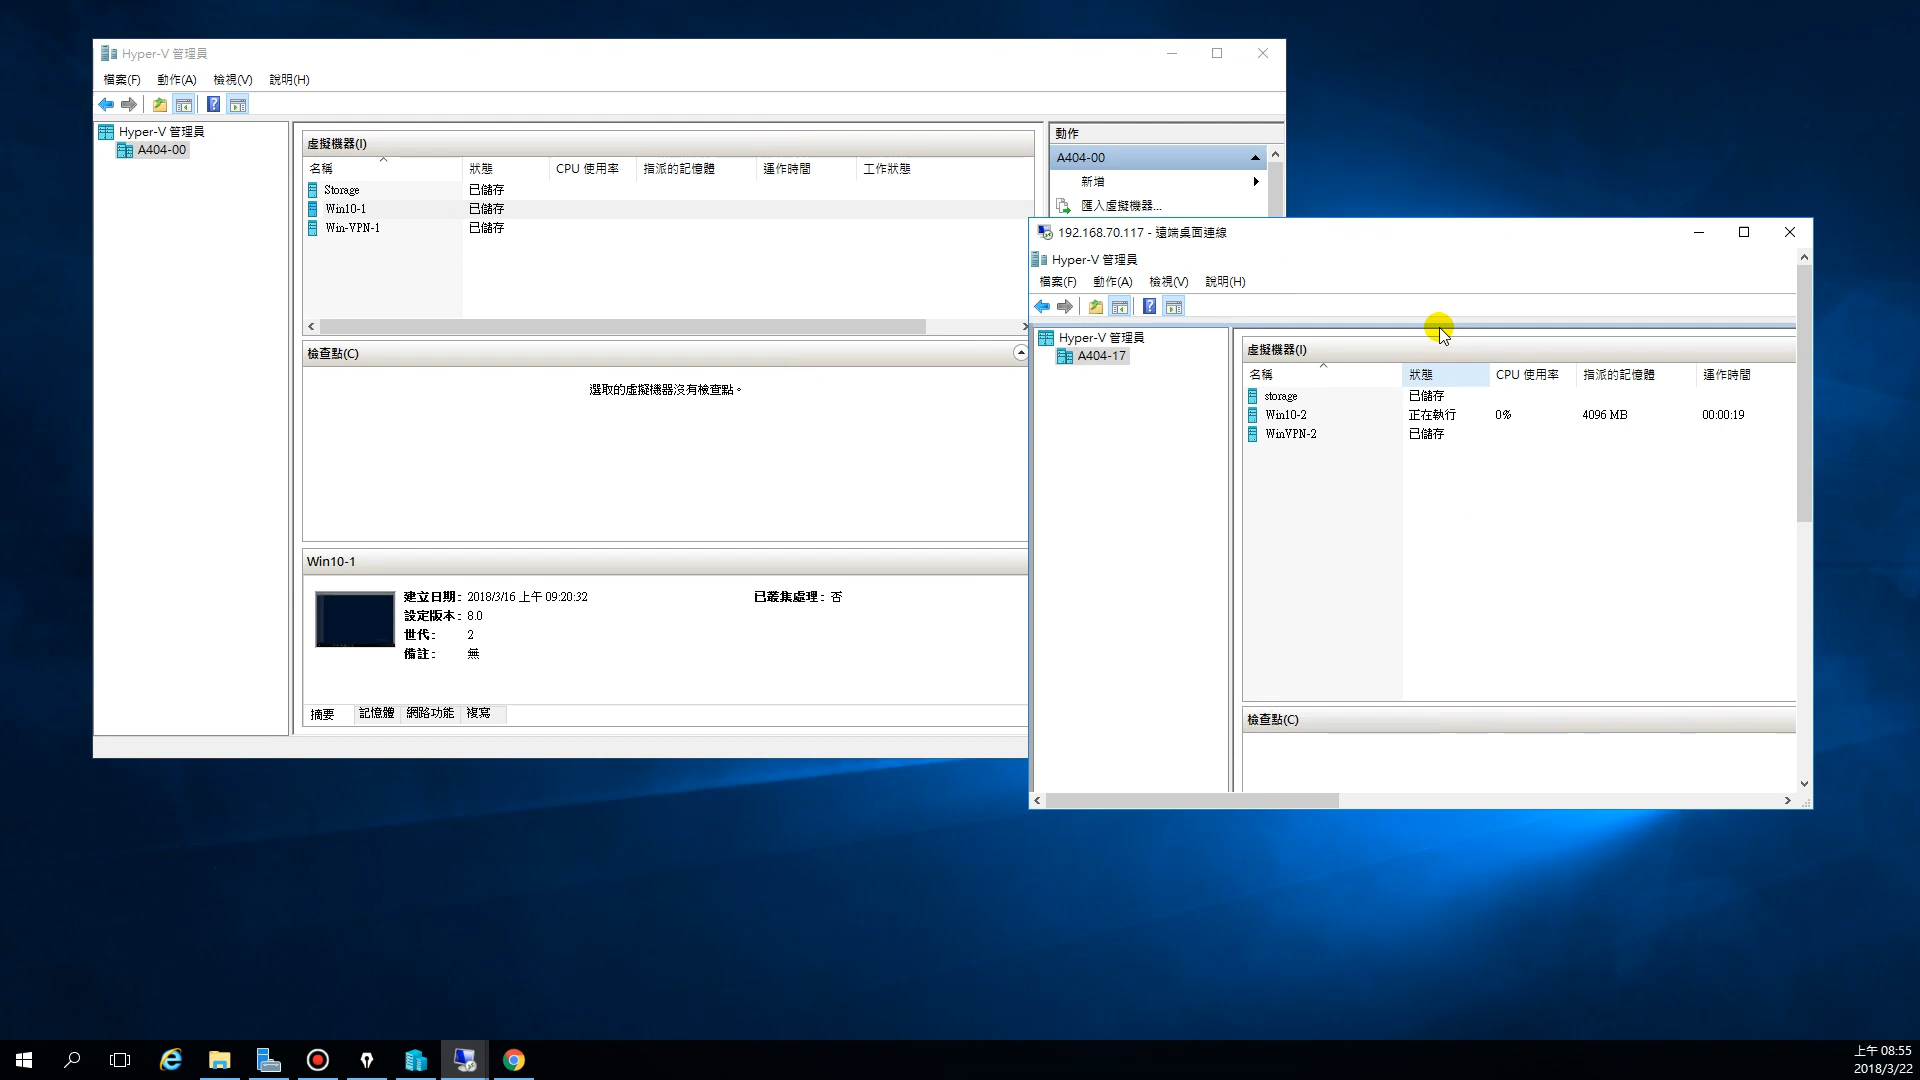 Hyper-V 管理員
檔案(F) 動作(A) 檢視(V) 說明(H)
Hyper-V 管理員
A404-00
虛擬機器(I)
名稱 狀態 CPU 使用率 指派的記憶體 運作時間 工作狀態
Storage 已儲存
Win10-1 已儲存
Win-VPN-1 已儲存
檢查點(C)
選取的虛擬機器沒有檢查點。
Win10-1
建立日期: 2018/3/16 上午 09:20:32 已叢集處理: 否
設定版本: 8.0
世代: 2
備註: 無
摘要 記憶體 網路功能 複寫
動作
A404-00
新增
匯入虛擬機器...
192.168.70.117 - 遠端桌面連線
Hyper-V 管理員
檔案(F) 動作(A) 檢視(V) 說明(H)
Hyper-V 管理員
A404-17
虛擬機器(I)
名稱 狀態 CPU 使用率 指派的記憶體 運作時間
storage 已儲存
Win10-2 正在執行 0% 4096 MB 00:00:19
WinVPN-2 已儲存
檢查點(C)
上午 08:55
2018/3/22